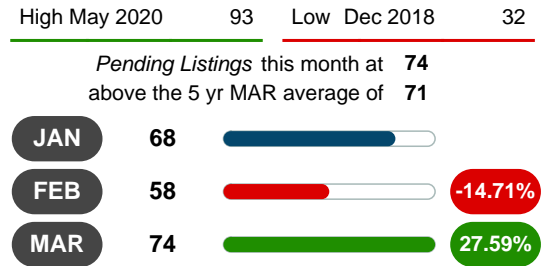 High May 2020 93 Low Dec 2018 32
Pending Listings this month at 74
above the 5 yr MAR average of 71
JAN 68
FEB 58 -14.71%
MAR 74 27.59%